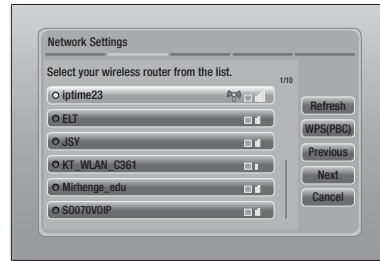 Network Settings
Select your wireless router from the list.
1/10
iptime23
ELT
JSY
KT_WLAN_C361
Mirhenge_edu
S0070VOIP
Refresh
WPS(PBC)
Previous
Next
Cancel